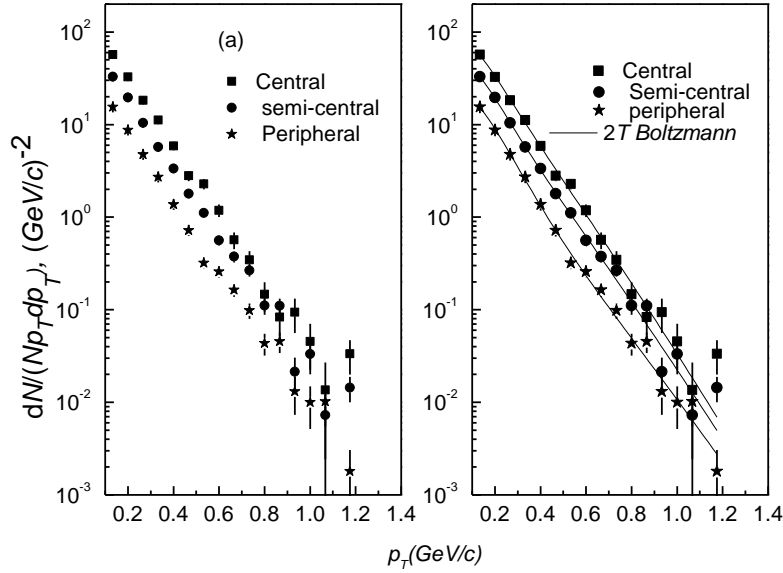 dN/(Np_T dp_T), (GeV/c)^-2
10^2
10^1
10^0
10^-1
10^-2
10^-3
(a)
Central
semi-central
Peripheral
0.2 0.4 0.6 0.8 1.0 1.2 1.4
10^2
10^1
10^0
10^-1
10^-2
10^-3
Central
Semi-central
peripheral
2T Boltzmann
0.2 0.4 0.6 0.8 1.0 1.2 1.4
p_T(GeV/c)